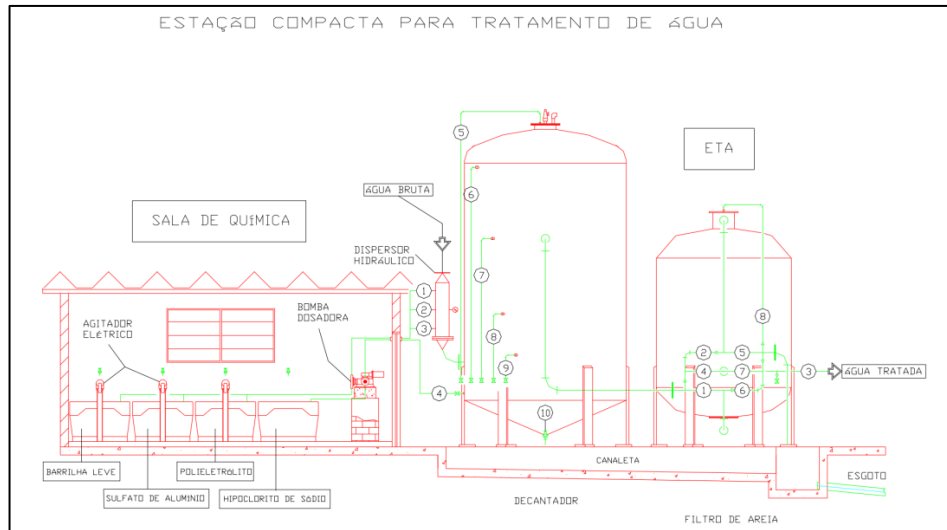 ESTAÇÃO COMPACTA PARA TRATAMENTO DE ÁGUA
ETA
ÁGUA BRUTA
SALA DE QUÍMICA
DISPERSOR
HIDRÁULICO
BOMBA
DOSADORA
AGITADOR
ELÉTRICO
5
6
7
8
9
1
2
3
4
10
8
2
5
4
7
3
1
6
ÁGUA TRATADA
BARRILHA LEVE
POLIELETRÓLITO
SULFATO DE ALUMINIO
HIPOCLORITO DE SÓDIO
CANALETA
ESGOTO
DECANTADOR
FILTRO DE AREIA